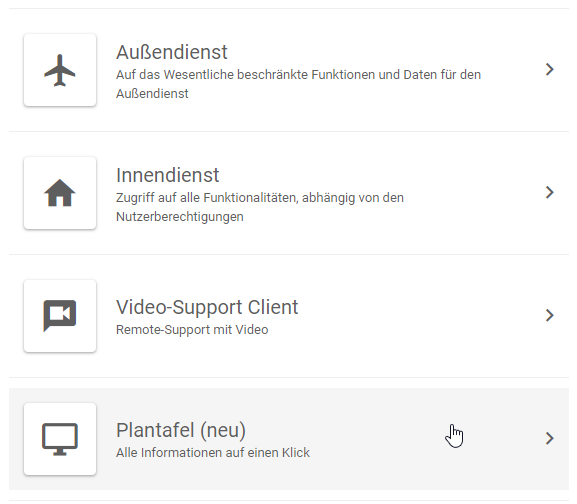 Außendienst
Auf das Wesentliche beschränkte Funktionen und Daten für den
Außendienst
Innendienst
Zugriff auf alle Funktionalitäten, abhängig von den
Nutzerberechtigungen
Video-Support Client
Remote-Support mit Video
Plantafel (neu)
Alle Informationen auf einen Klick